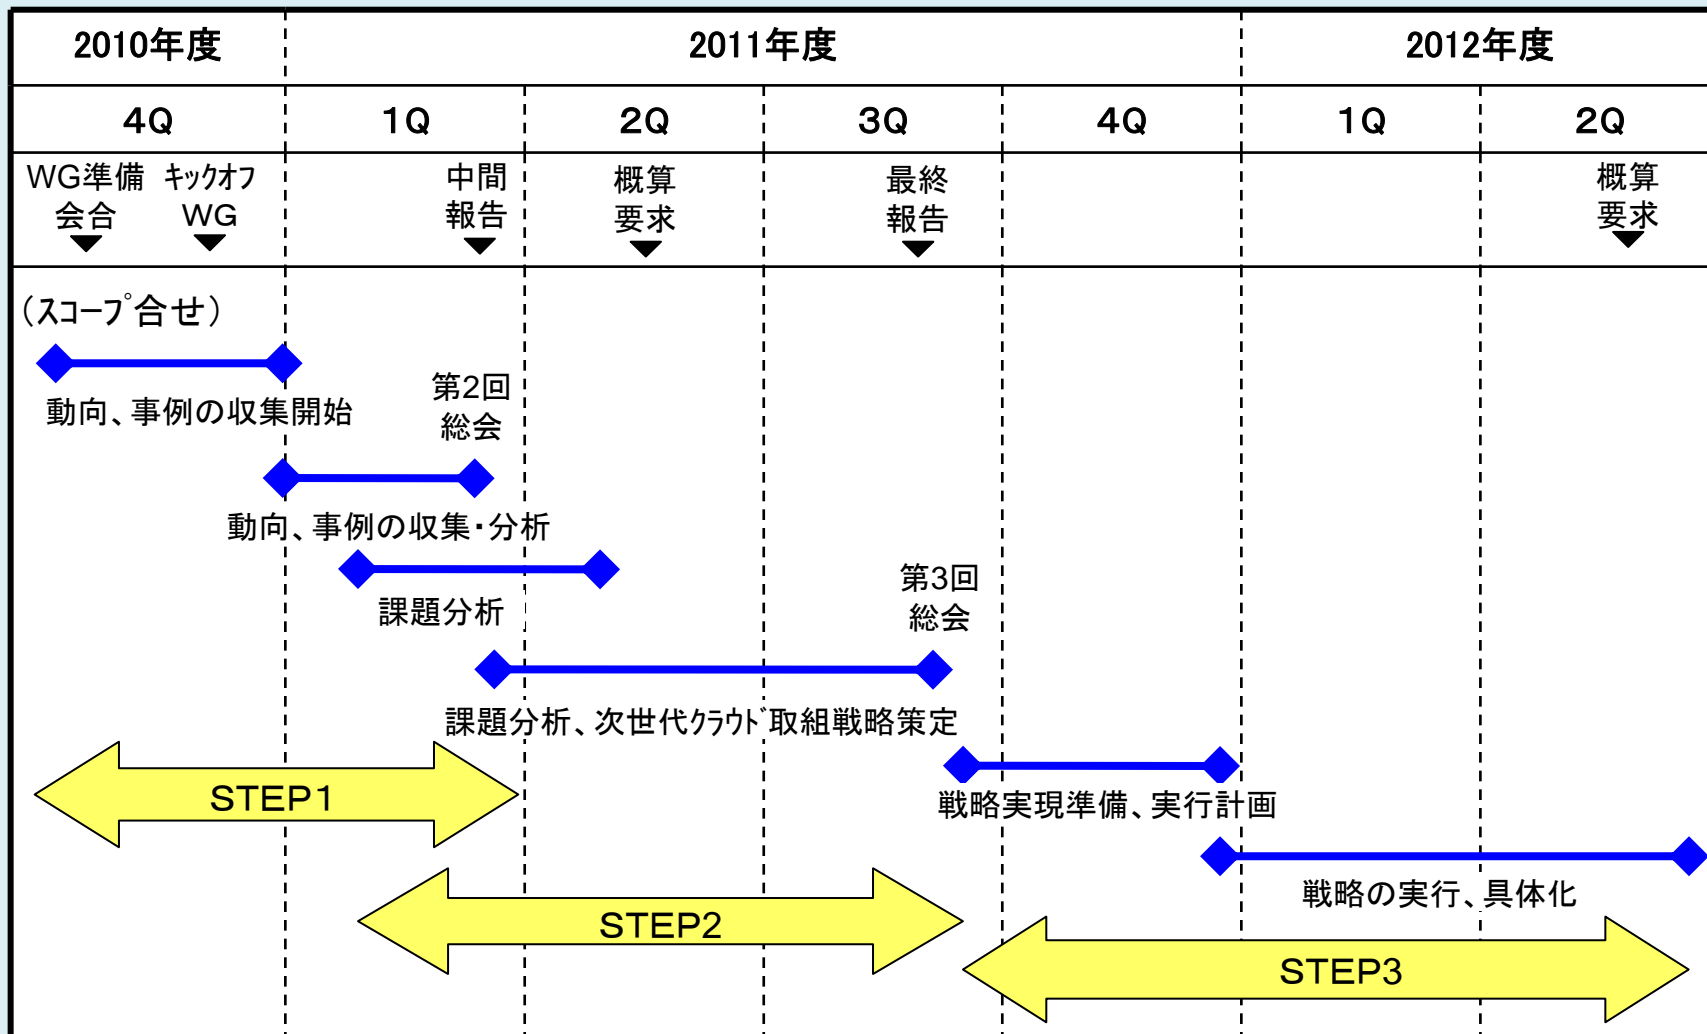 2010年度 2011年度 2012年度
4Q 1Q 2Q 3Q 4Q 1Q 2Q
WG準備
会合
キックオフ
WG
中間
報告
概算
要求
最終
報告
概算
要求
（スコープ合せ）
動向、事例の収集開始
第2回
総会
動向、事例の収集・分析
課題分析
第3回
総会
課題分析、次世代クラウド取組戦略策定
戦略実現準備、実行計画
STEP1
戦略の実行、具体化
STEP2
STEP3